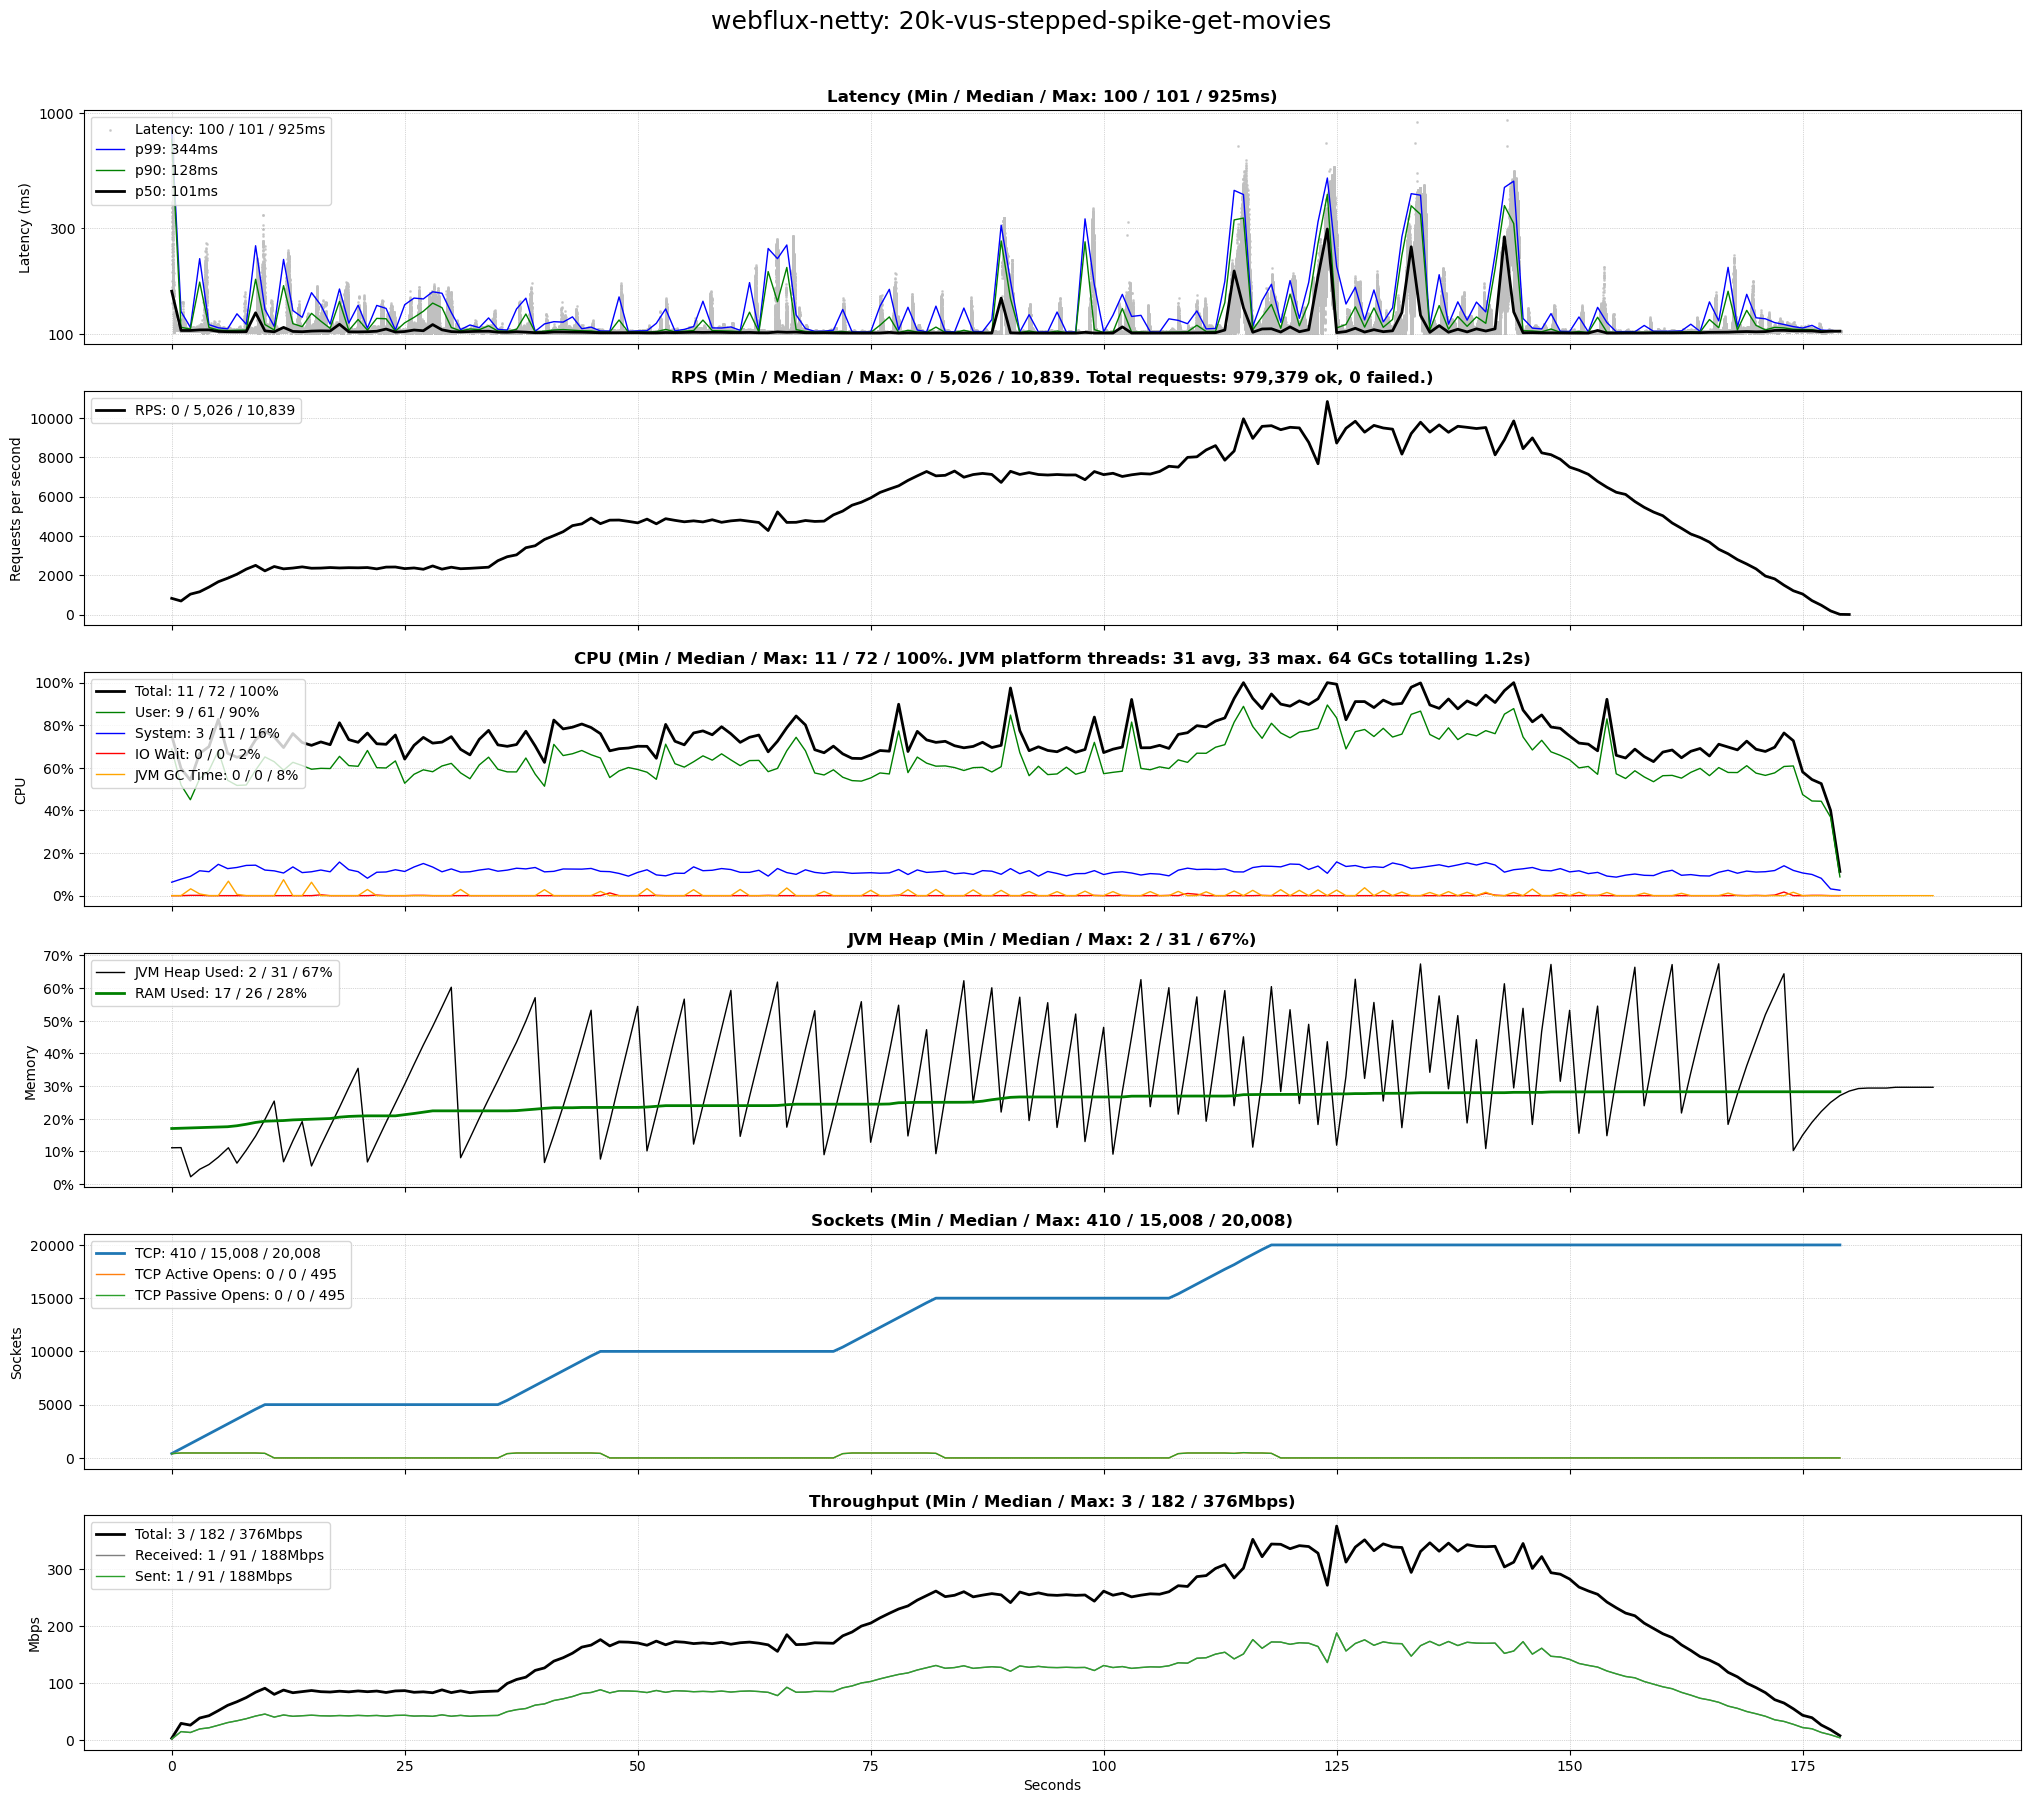 webflux-netty: 20k-vus-stepped-spike-get-movies
Latency (Min / Median / Max: 100 / 101 / 925ms)
Latency: 100 / 101 / 925ms
p99: 344ms
p90: 128ms
p50: 101ms
Latency (ms)
1000
300
100
RPS (Min / Median / Max: 0 / 5,026 / 10,839. Total requests: 979,379 ok, 0 failed.)
RPS: 0 / 5,026 / 10,839
Requests per second
10000
8000
6000
4000
2000
0
CPU (Min / Median / Max: 11 / 72 / 100%. JVM platform threads: 31 avg, 33 max. 64 GCs totalling 1.2s)
Total: 11 / 72 / 100%
User: 9 / 61 / 90%
System: 3 / 11 / 16%
IO Wait: 0 / 0 / 2%
JVM GC Time: 0 / 0 / 8%
CPU
100%
80%
60%
40%
20%
0%
JVM Heap (Min / Median / Max: 2 / 31 / 67%)
JVM Heap Used: 2 / 31 / 67%
RAM Used: 17 / 26 / 28%
Memory
70%
60%
50%
40%
30%
20%
10%
0%
Sockets (Min / Median / Max: 410 / 15,008 / 20,008)
TCP: 410 / 15,008 / 20,008
TCP Active Opens: 0 / 0 / 495
TCP Passive Opens: 0 / 0 / 495
Sockets
20000
15000
10000
5000
0
Throughput (Min / Median / Max: 3 / 182 / 376Mbps)
Total: 3 / 182 / 376Mbps
Received: 1 / 91 / 188Mbps
Sent: 1 / 91 / 188Mbps
Mbps
300
200
100
0
0 25 50 75 100 125 150 175
Seconds